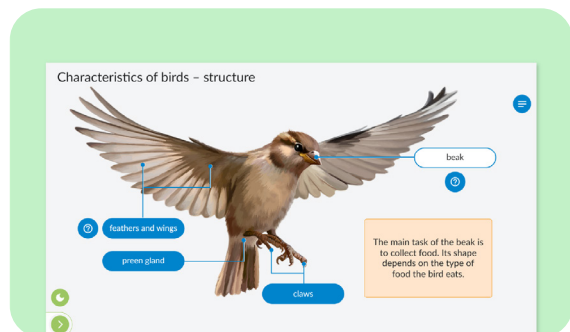 Characteristics of birds – structure
beak
feathers and wings
preen gland
claws
The main task of the beak is
to collect food. Its shape
depends on the type of
food the bird eats.